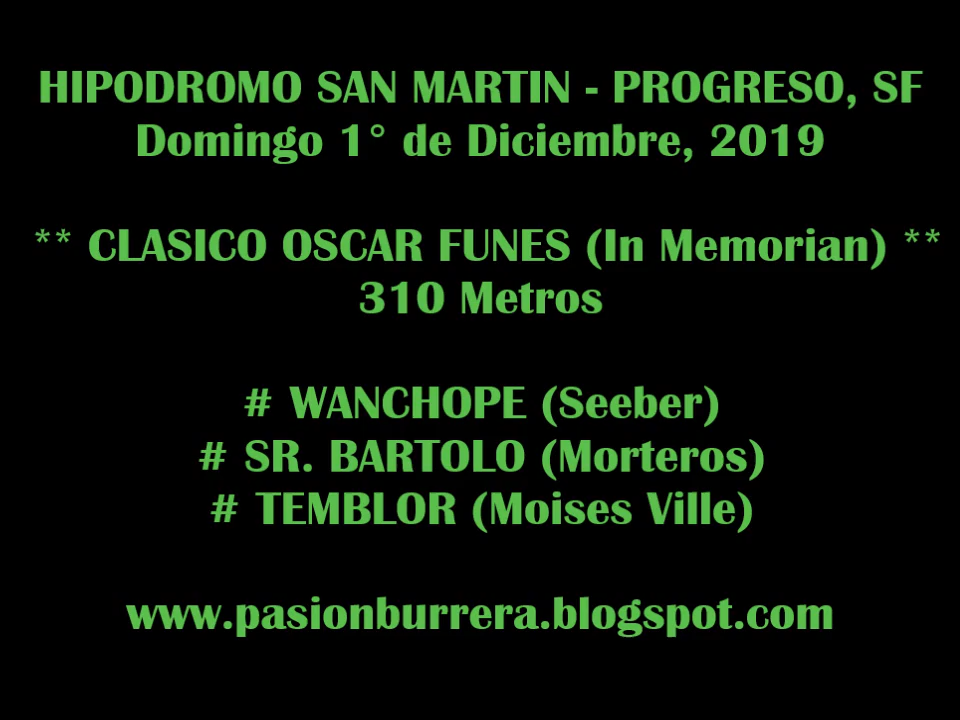 HIPODROMO SAN MARTIN - PROGRESO, SF
Domingo 1° de Diciembre, 2019
** CLASICO OSCAR FUNES (In Memorian) **
310 Metros
# WANCHOPE (Seeber)
# SR. BARTOLO (Morteros)
# TEMBLOR (Moises Ville)
www.pasionburrera.blogspot.com